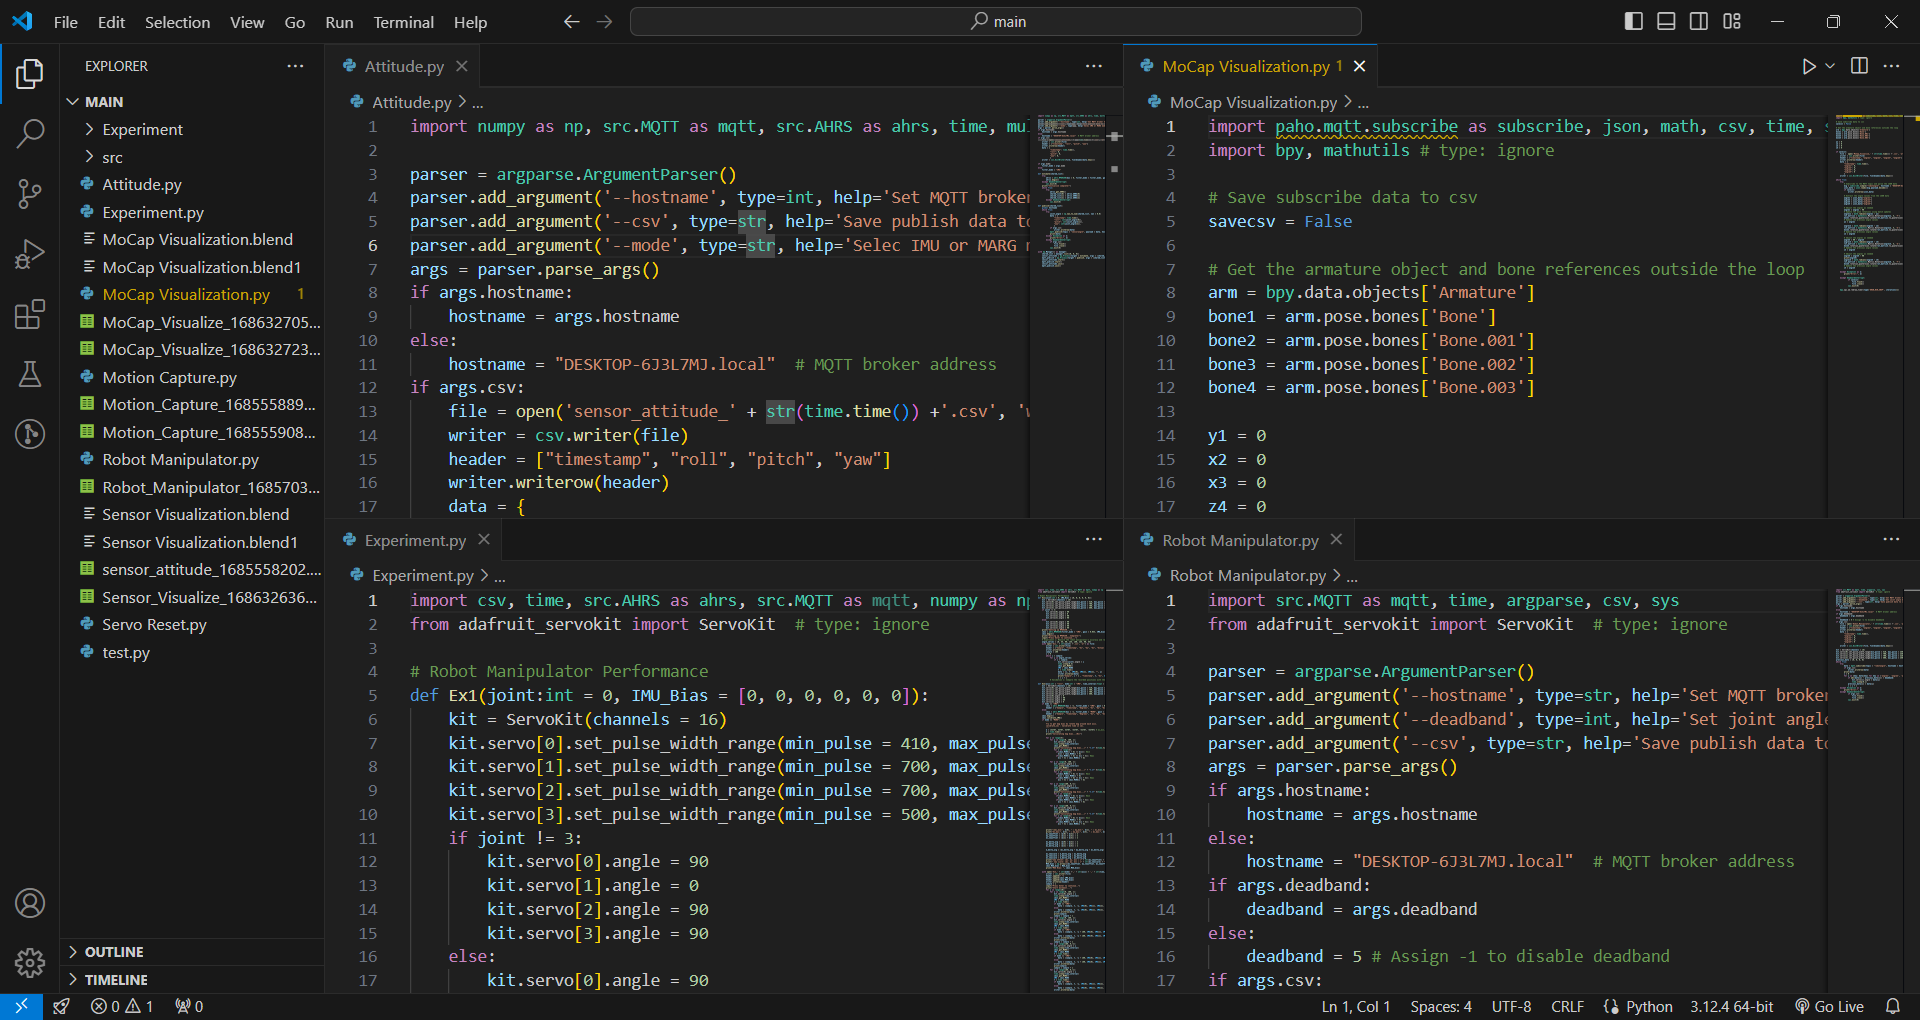 File Edit Selection View Go Run Terminal Help
main
EXPLORER
MAIN
Experiment
src
Attitude.py
Experiment.py
MoCap Visualization.blend
MoCap Visualization.blend1
MoCap Visualization.py 1
MoCap_Visualize_168632705...
MoCap_Visualize_168632723...
Motion Capture.py
Motion_Capture_168555889...
Motion_Capture_168555908...
Robot Manipulator.py
Robot_Manipulator_1685703...
Sensor Visualization.blend
Sensor Visualization.blend1
sensor_attitude_1685558202....
Sensor_Visualize_168632636...
Servo Reset.py
test.py
OUTLINE
TIMELINE
Attitude.py
Attitude.py > ...
1 import numpy as np, src.MQTT as mqtt, src.AHRS as ahrs, time,
2
3 parser = argparse.ArgumentParser()
4 parser.add_argument('--hostname', type=int, help='Set MQTT broker
5 parser.add_argument('--csv', type=str, help='Save publish data to
6 parser.add_argument('--mode', type=str, help='Selec IMU or MARG
7 args = parser.parse_args()
8 if args.hostname:
9 hostname = args.hostname
10 else:
11 hostname = "DESKTOP-6J3L7MJ.local" # MQTT broker address
12 if args.csv:
13 file = open('sensor_attitude_' + str(time.time()) +'.csv',
14 writer = csv.writer(file)
15 header = ["timestamp", "roll", "pitch", "yaw"]
16 writer.writerow(header)
17 data = {
MoCap Visualization.py 1
MoCap Visualization.py > ...
1 import paho.mqtt.subscribe as subscribe, json, math, csv, time,
2 import bpy, mathutils # type: ignore
3
4 # Save subscribe data to csv
5 savecsv = False
6
7 # Get the armature object and bone references outside the loop
8 arm = bpy.data.objects['Armature']
9 bone1 = arm.pose.bones['Bone']
10 bone2 = arm.pose.bones['Bone.001']
11 bone3 = arm.pose.bones['Bone.002']
12 bone4 = arm.pose.bones['Bone.003']
13
14 y1 = 0
15 x2 = 0
16 x3 = 0
17 z4 = 0
Experiment.py
Experiment.py > ...
1 import csv, time, src.AHRS as ahrs, src.MQTT as mqtt, numpy as np
2 from adafruit_servokit import ServoKit # type: ignore
3
4 # Robot Manipulator Performance
5 def Ex1(joint:int = 0, IMU_Bias = [0, 0, 0, 0, 0, 0]):
6 kit = ServoKit(channels = 16)
7 kit.servo[0].set_pulse_width_range(min_pulse = 410, max_pulse
8 kit.servo[1].set_pulse_width_range(min_pulse = 700, max_pulse
9 kit.servo[2].set_pulse_width_range(min_pulse = 700, max_pulse
10 kit.servo[3].set_pulse_width_range(min_pulse = 500, max_pulse
11 if joint != 3:
12 kit.servo[0].angle = 90
13 kit.servo[1].angle = 0
14 kit.servo[2].angle = 90
15 kit.servo[3].angle = 90
16 else:
17 kit.servo[0].angle = 90
Robot Manipulator.py
Robot Manipulator.py > ...
1 import src.MQTT as mqtt, time, argparse, csv, sys
2 from adafruit_servokit import ServoKit # type: ignore
3
4 parser = argparse.ArgumentParser()
5 parser.add_argument('--hostname', type=str, help='Set MQTT broker
6 parser.add_argument('--deadband', type=int, help='Set joint angle
7 parser.add_argument('--csv', type=str, help='Save publish data to
8 args = parser.parse_args()
9 if args.hostname:
10 hostname = args.hostname
11 else:
12 hostname = "DESKTOP-6J3L7MJ.local" # MQTT broker address
13 if args.deadband:
14 deadband = args.deadband
15 else:
16 deadband = 5 # Assign -1 to disable deadband
17 if args.csv:
0 1 0 Ln 1, Col 1 Spaces: 4 UTF-8 CRLF Python 3.12.4 64-bit Go Live